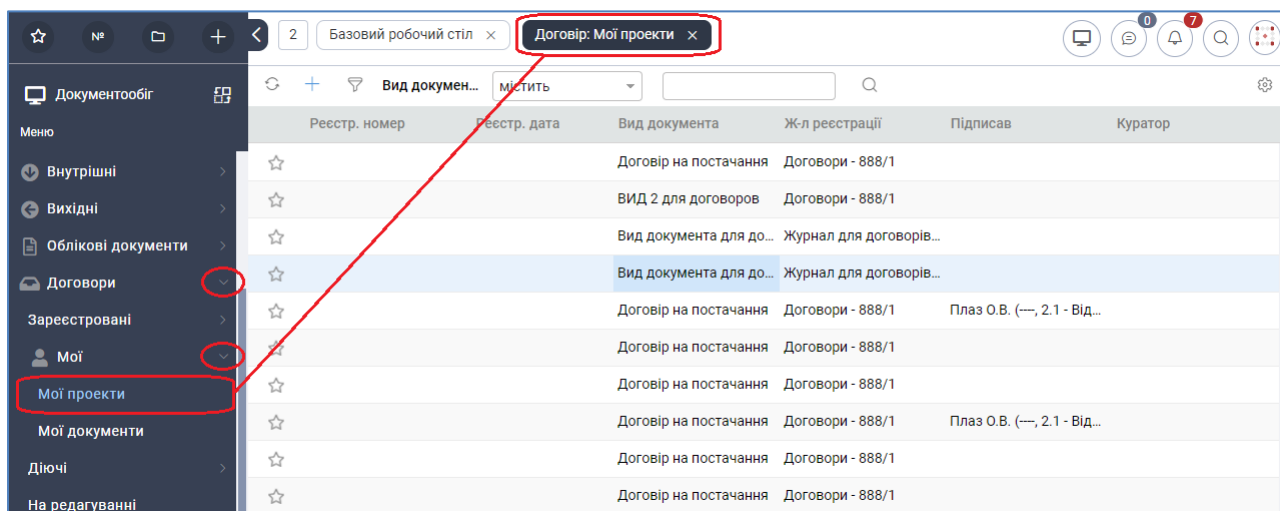 №
2
Базовий робочий стіл ×
Договір: Мої проекти ×
0
7
Документообіг
Вид докумен... містить
Меню
Реєстр. номер Реєстр. дата Вид документа Ж-л реєстрації Підписав Куратор
Внутрішні
Вихідні
Облікові документи
Договори
Зареєстровані
Мої
Мої проекти
Мої документи
Діючі
На редагуванні
Договір на постачання Договори - 888/1
ВИД 2 для договоров Договори - 888/1
Вид документа для до... Журнал для договорів...
Вид документа для до... Журнал для договорів...
Договір на постачання Договори - 888/1 Плаз О.В. (----, 2.1 - Від...
Договір на постачання Договори - 888/1
Договір на постачання Договори - 888/1
Договір на постачання Договори - 888/1 Плаз О.В. (----, 2.1 - Від...
Договір на постачання Договори - 888/1
Договір на постачання Договори - 888/1